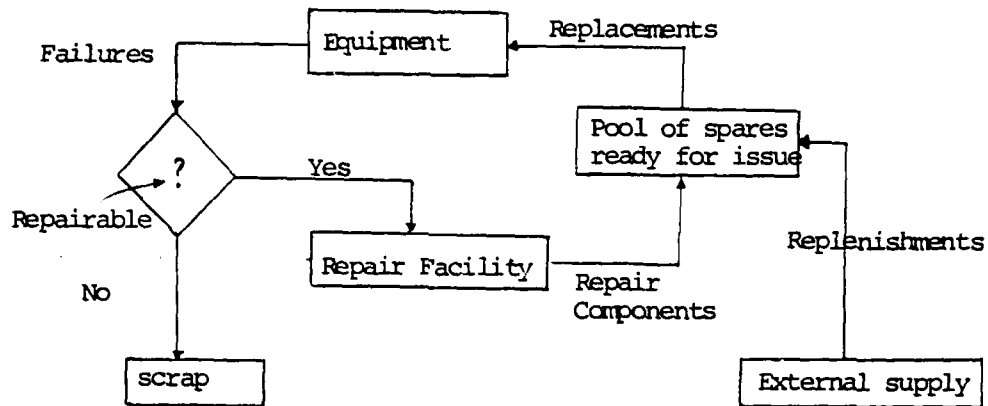 Equipment
Replacements
Failures
Pool of spares
ready for issue
?
Yes
Repairable
Replenishments
Repair Facility
Repair
Components
No
scrap
External supply